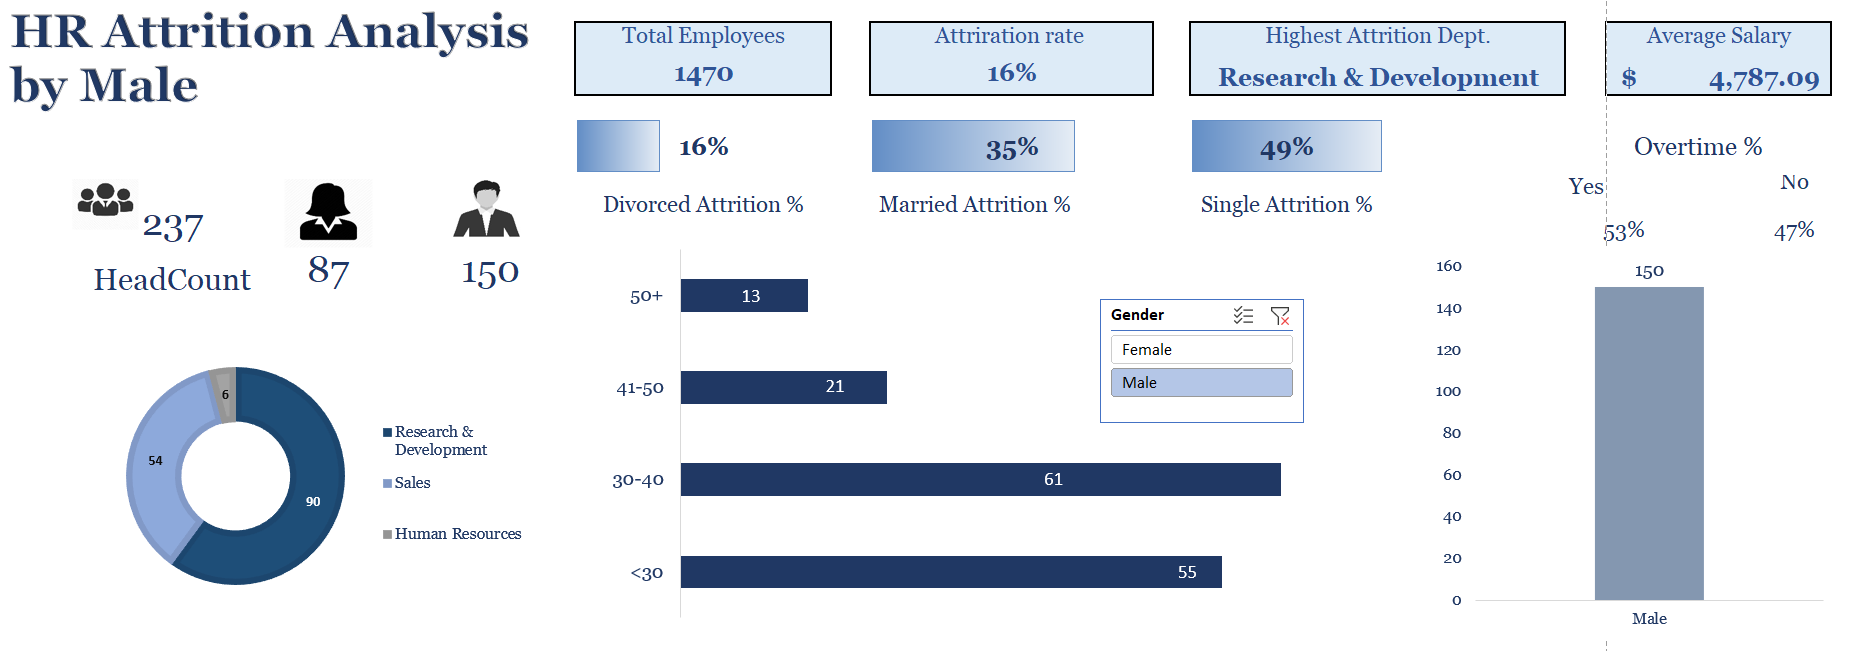 HR Attrition Analysis
by Male
Total Employees
1470
Attriration rate
16%
Highest Attrition Dept.
Research & Development
Average Salary
$ 4,787.09
16%
Divorced Attrition %
35%
Married Attrition %
49%
Single Attrition %
Overtime %
Yes No
53% 47%
237
HeadCount
87
150
6
54
90
Research &
Development
Sales
Human Resources
50+ 13
41-50 21
30-40 61
<30 55
Gender
Female
Male
160
140
120
100
80
60
40
20
0
150
Male